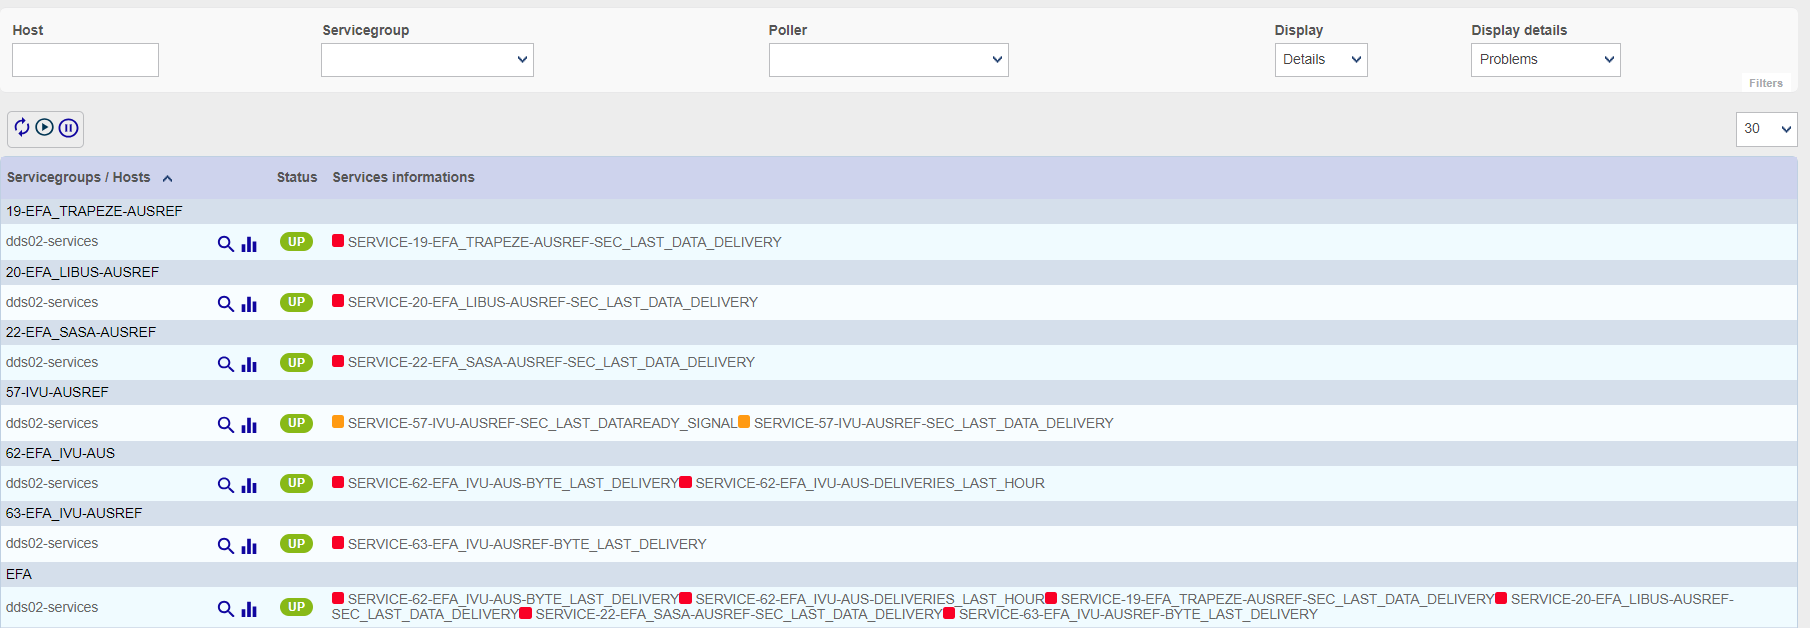 Host Servicegroup Poller Display Display details
Details Problems
Filters
30
Servicegroups / Hosts Status Services informations
19-EFA_TRAPEZE-AUSREF
dds02-services UP SERVICE-19-EFA_TRAPEZE-AUSREF-SEC_LAST_DATA_DELIVERY
20-EFA_LIBUS-AUSREF
dds02-services UP SERVICE-20-EFA_LIBUS-AUSREF-SEC_LAST_DATA_DELIVERY
22-EFA_SASA-AUSREF
dds02-services UP SERVICE-22-EFA_SASA-AUSREF-SEC_LAST_DATA_DELIVERY
57-IVU-AUSREF
dds02-services UP SERVICE-57-IVU-AUSREF-SEC_LAST_DATAREADY_SIGNAL SERVICE-57-IVU-AUSREF-SEC_LAST_DATA_DELIVERY
62-EFA_IVU-AUS
dds02-services UP SERVICE-62-EFA_IVU-AUS-BYTE_LAST_DELIVERY SERVICE-62-EFA_IVU-AUS-DELIVERIES_LAST_HOUR
63-EFA_IVU-AUSREF
dds02-services UP SERVICE-63-EFA_IVU-AUSREF-BYTE_LAST_DELIVERY
EFA
dds02-services UP SERVICE-62-EFA_IVU-AUS-BYTE_LAST_DELIVERY SERVICE-62-EFA_IVU-AUS-DELIVERIES_LAST_HOUR SERVICE-19-EFA_TRAPEZE-AUSREF-SEC_LAST_DATA_DELIVERY SERVICE-20-EFA_LIBUS-AUSREF-
SEC_LAST_DATA_DELIVERY SERVICE-22-EFA_SASA-AUSREF-SEC_LAST_DATA_DELIVERY SERVICE-63-EFA_IVU-AUSREF-BYTE_LAST_DELIVERY